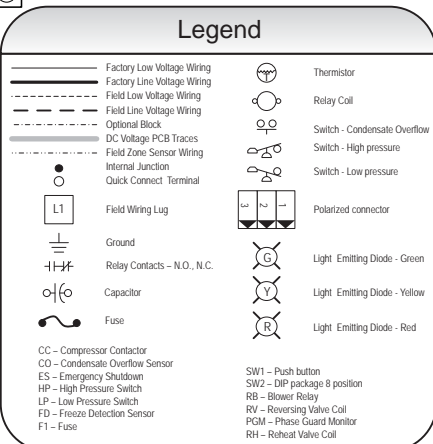 Legend
Factory Low Voltage Wiring
Factory Line Voltage Wiring
Field Low Voltage Wiring
Field Line Voltage Wiring
Optional Block
DC Voltage PCB Traces
Field Zone Sensor Wiring
Internal Junction
Quick Connect Terminal
L1 Field Wiring Lug
Ground
Relay Contacts – N.O., N.C.
Capacitor
Fuse
Thermistor
Relay Coil
Switch - Condensate Overflow
Switch - High pressure
Switch - Low pressure
3 2 1 Polarized connector
G Light Emitting Diode - Green
Y Light Emitting Diode - Yellow
R Light Emitting Diode - Red
CC – Compressor Contactor
CO – Condensate Overflow Sensor
ES – Emergency Shutdown
HP – High Pressure Switch
LP – Low Pressure Switch
FD – Freeze Detection Sensor
F1 – Fuse
SW1 – Push button
SW2 – DIP package 8 position
RB – Blower Relay
RV – Reversing Valve Coil
PGM – Phase Guard Monitor
RH – Reheat Valve Coil